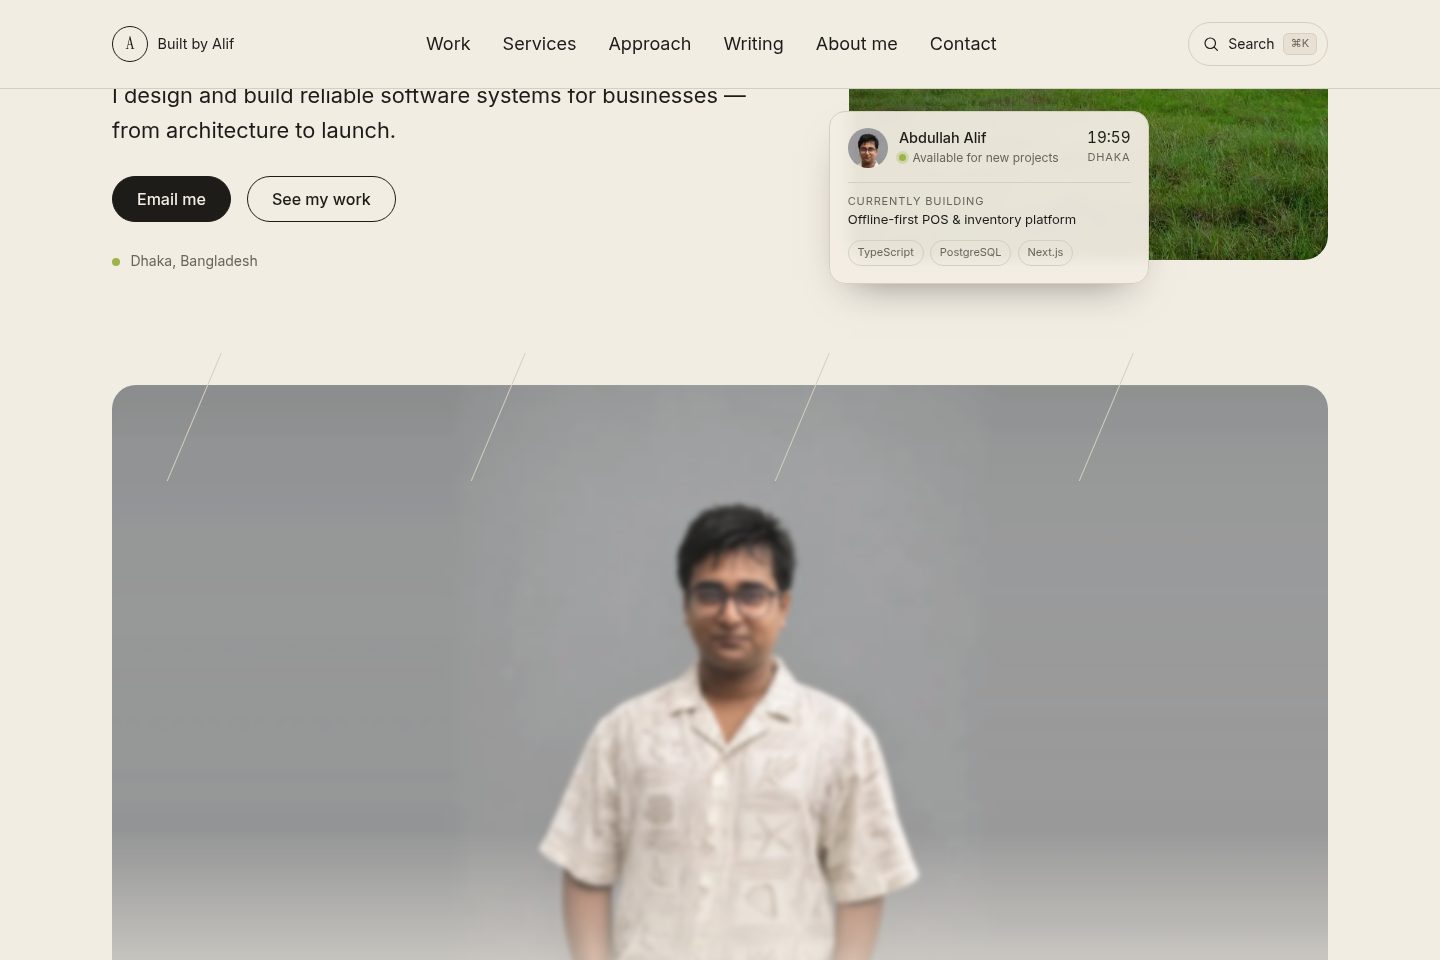 A
Built by Alif
Work
Services
Approach
Writing
About me
Contact
Search
⌘K
I design and build reliable software systems for businesses —
from architecture to launch.
Email me
See my work
Dhaka, Bangladesh
Abdullah Alif
19:59
Available for new projects
DHAKA
CURRENTLY BUILDING
Offline-first POS & inventory platform
TypeScript
PostgreSQL
Next.js